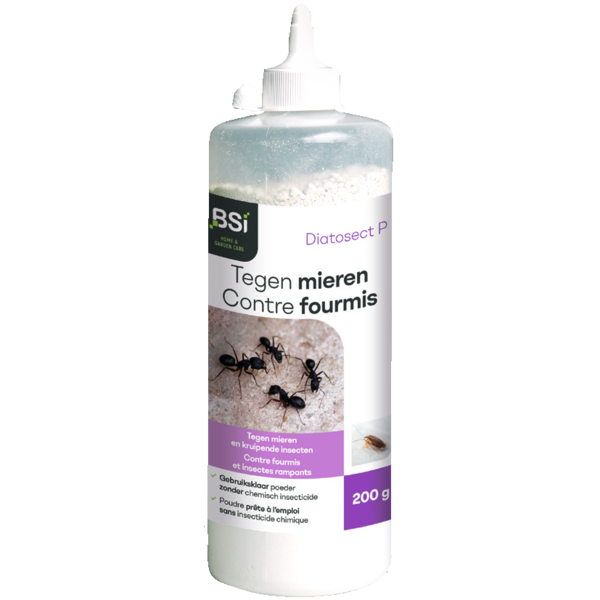 BSi
HOME &
GARDEN CARE
Diatosect P
Tegen mieren
Contre fourmis
Tegen mieren
en kruipende insecten
Contre fourmis
et insectes rampants
Gebruiksklaar poeder
zonder chemisch insecticide
Poudre prête à l'emploi
sans insecticide chimique
200 g